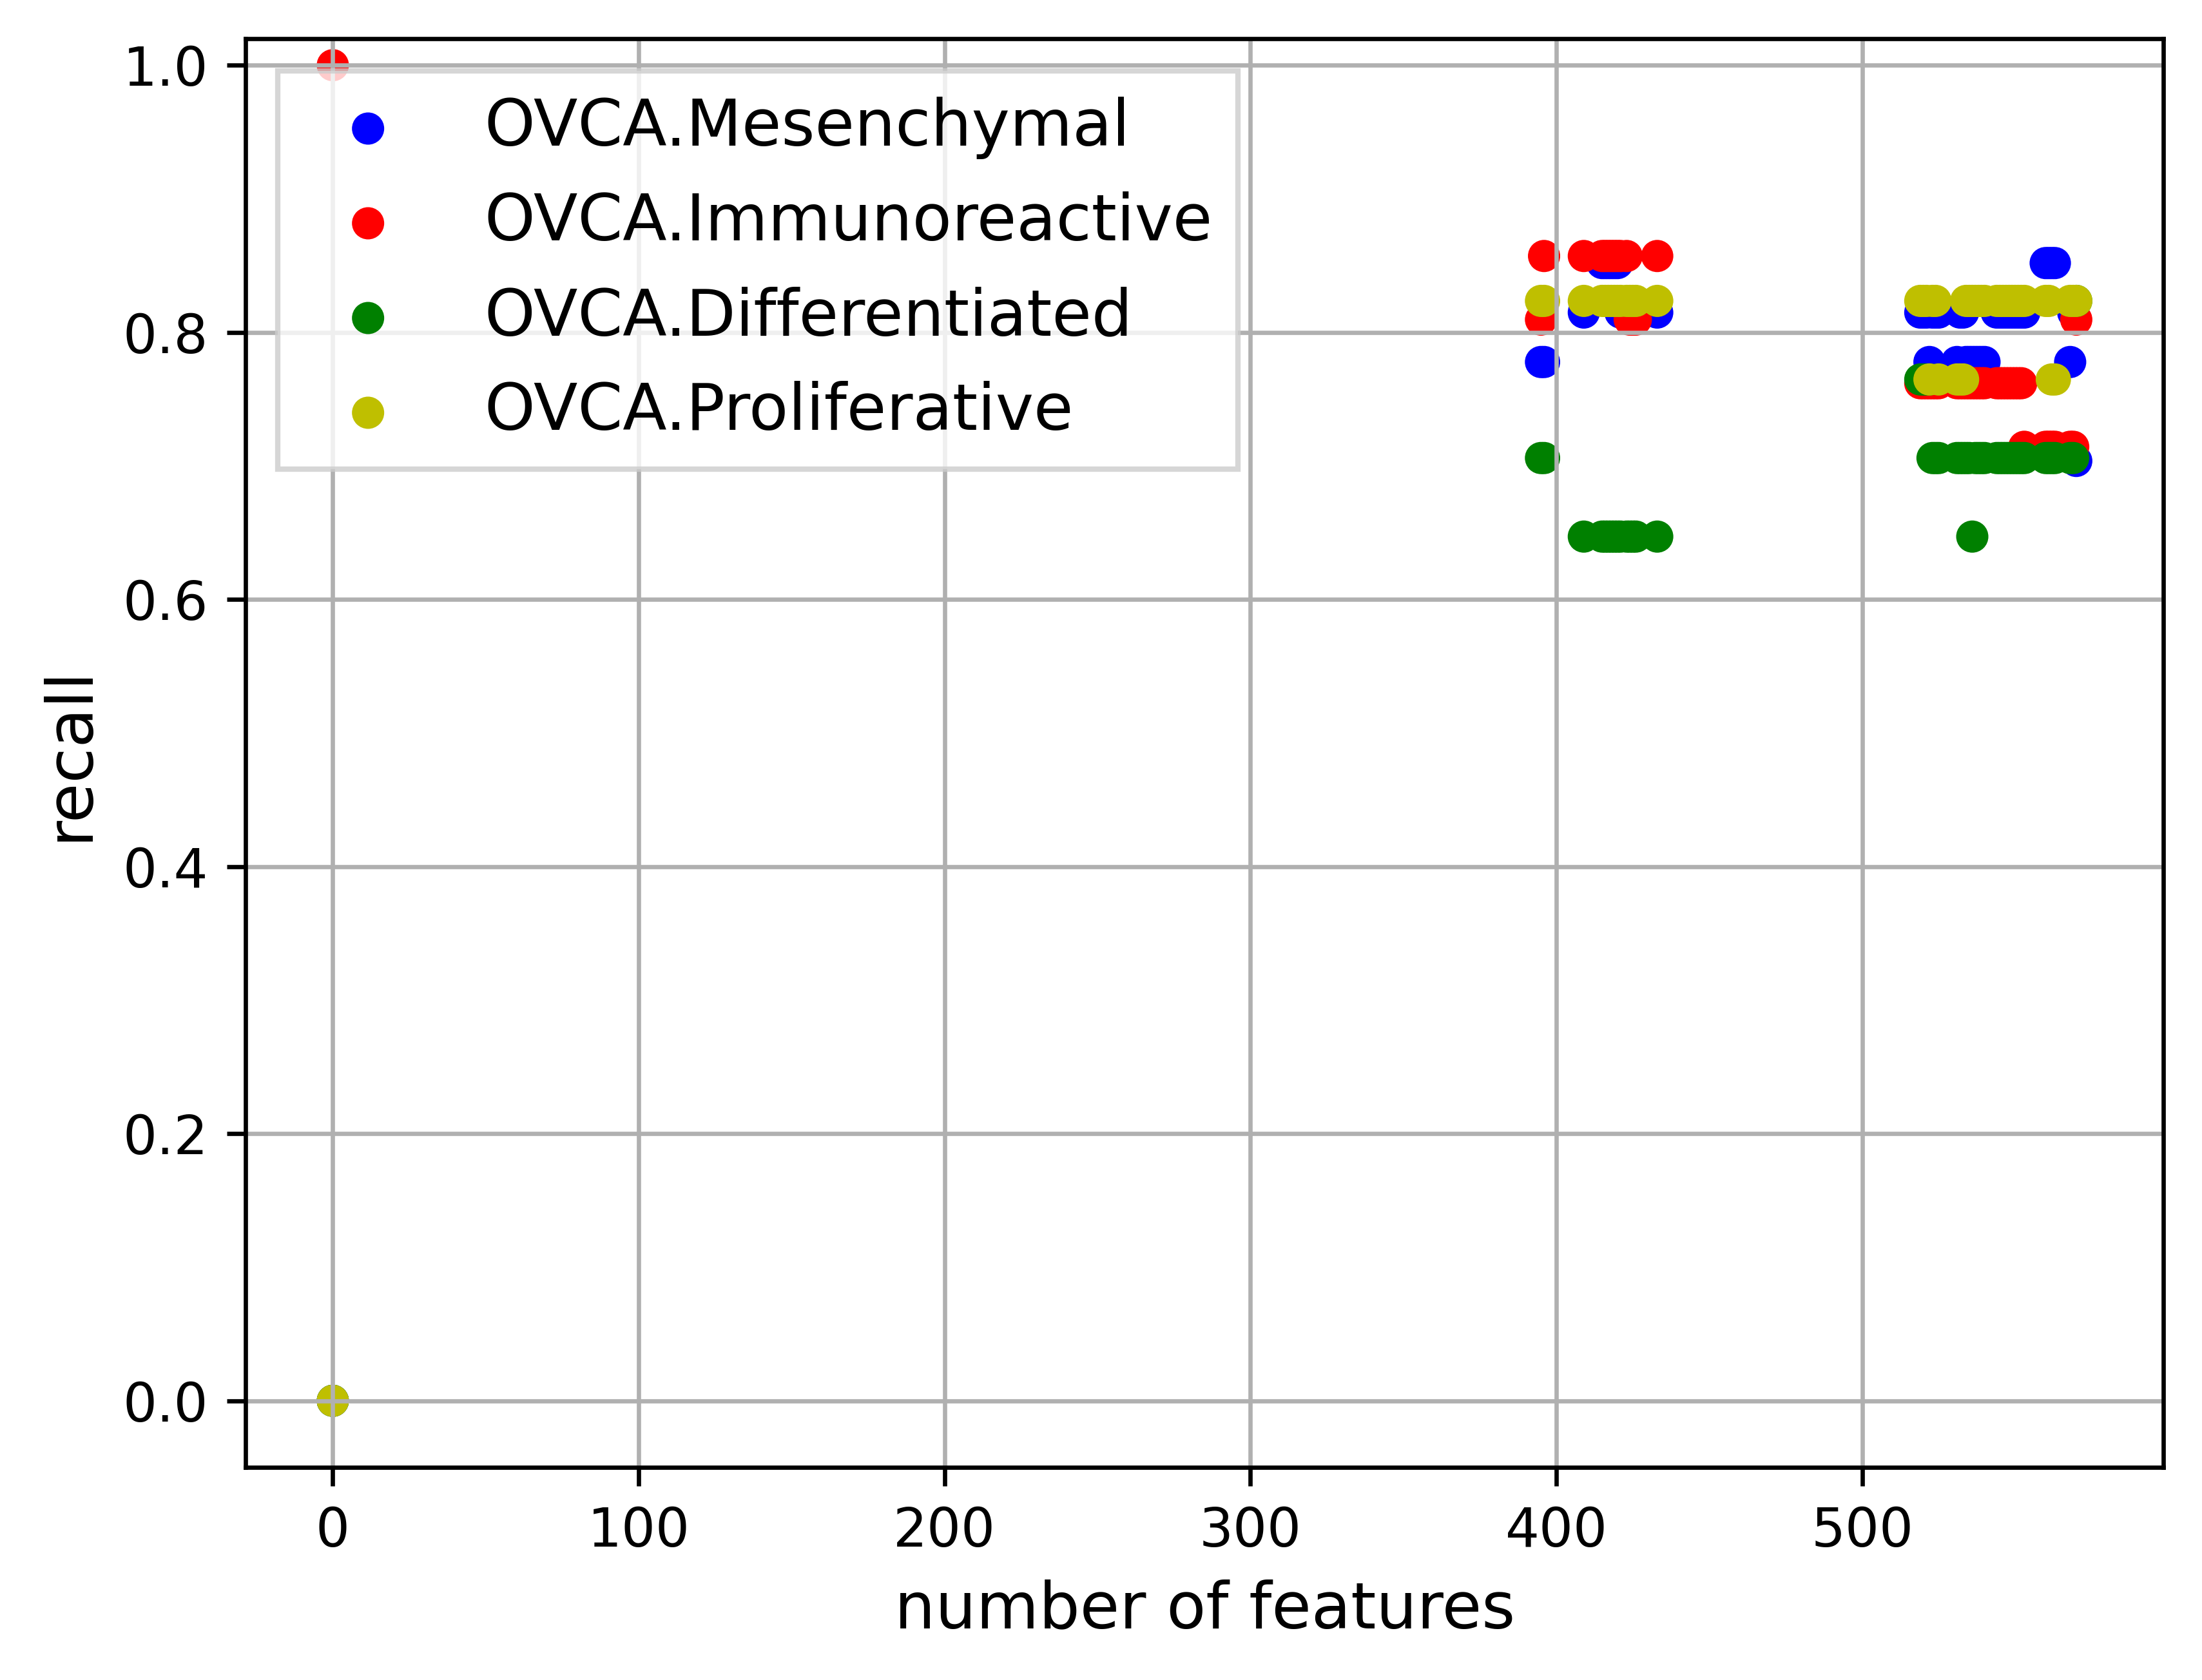 1.0
0.8
0.6
0.4
0.2
0.0
recall
OVCA.Mesenchymal
OVCA.Immunoreactive
OVCA.Differentiated
OVCA.Proliferative
0 100 200 300 400 500
number of features